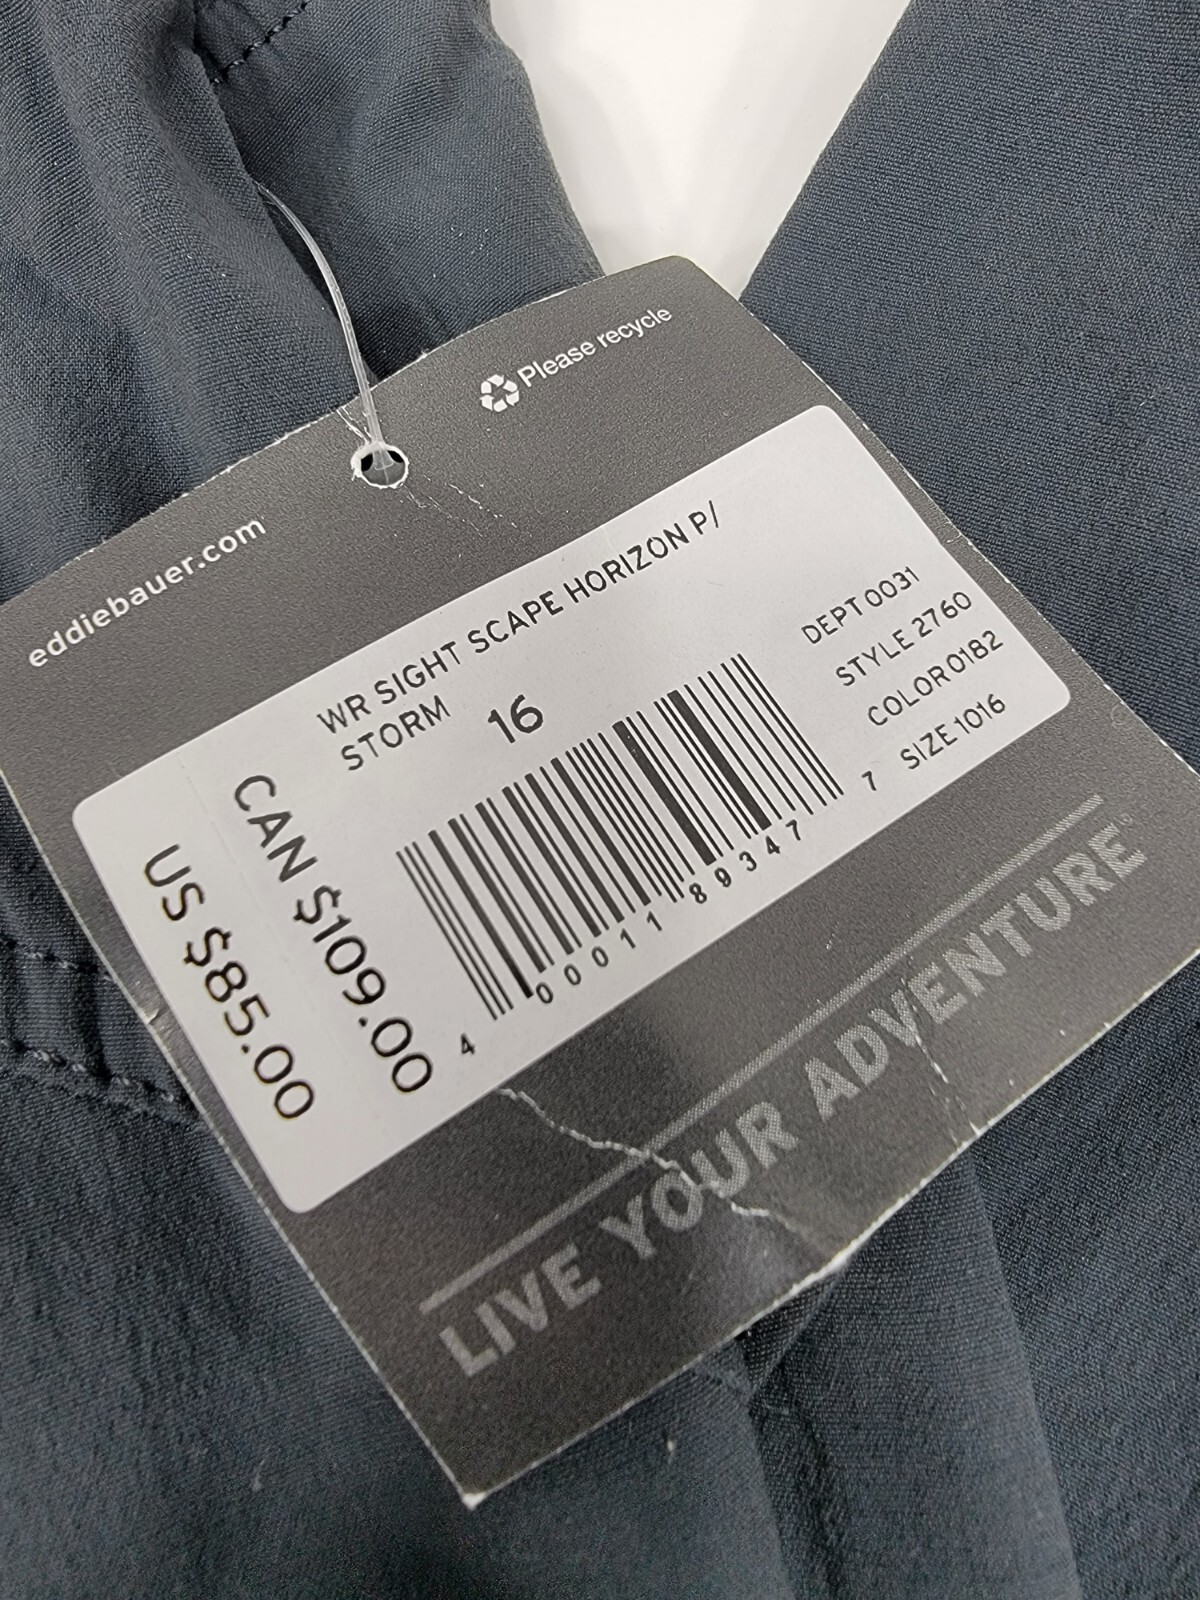 Please recycle
eddiebauer.com
WR SIGHT SCAPE HORIZON P/
STORM 16
DEPT 0031
STYLE 2760
COLOR 0182
SIZE 1016
4 00011 89347 7
CAN $109.00
US $85.00
LIVE YOUR ADVENTURE